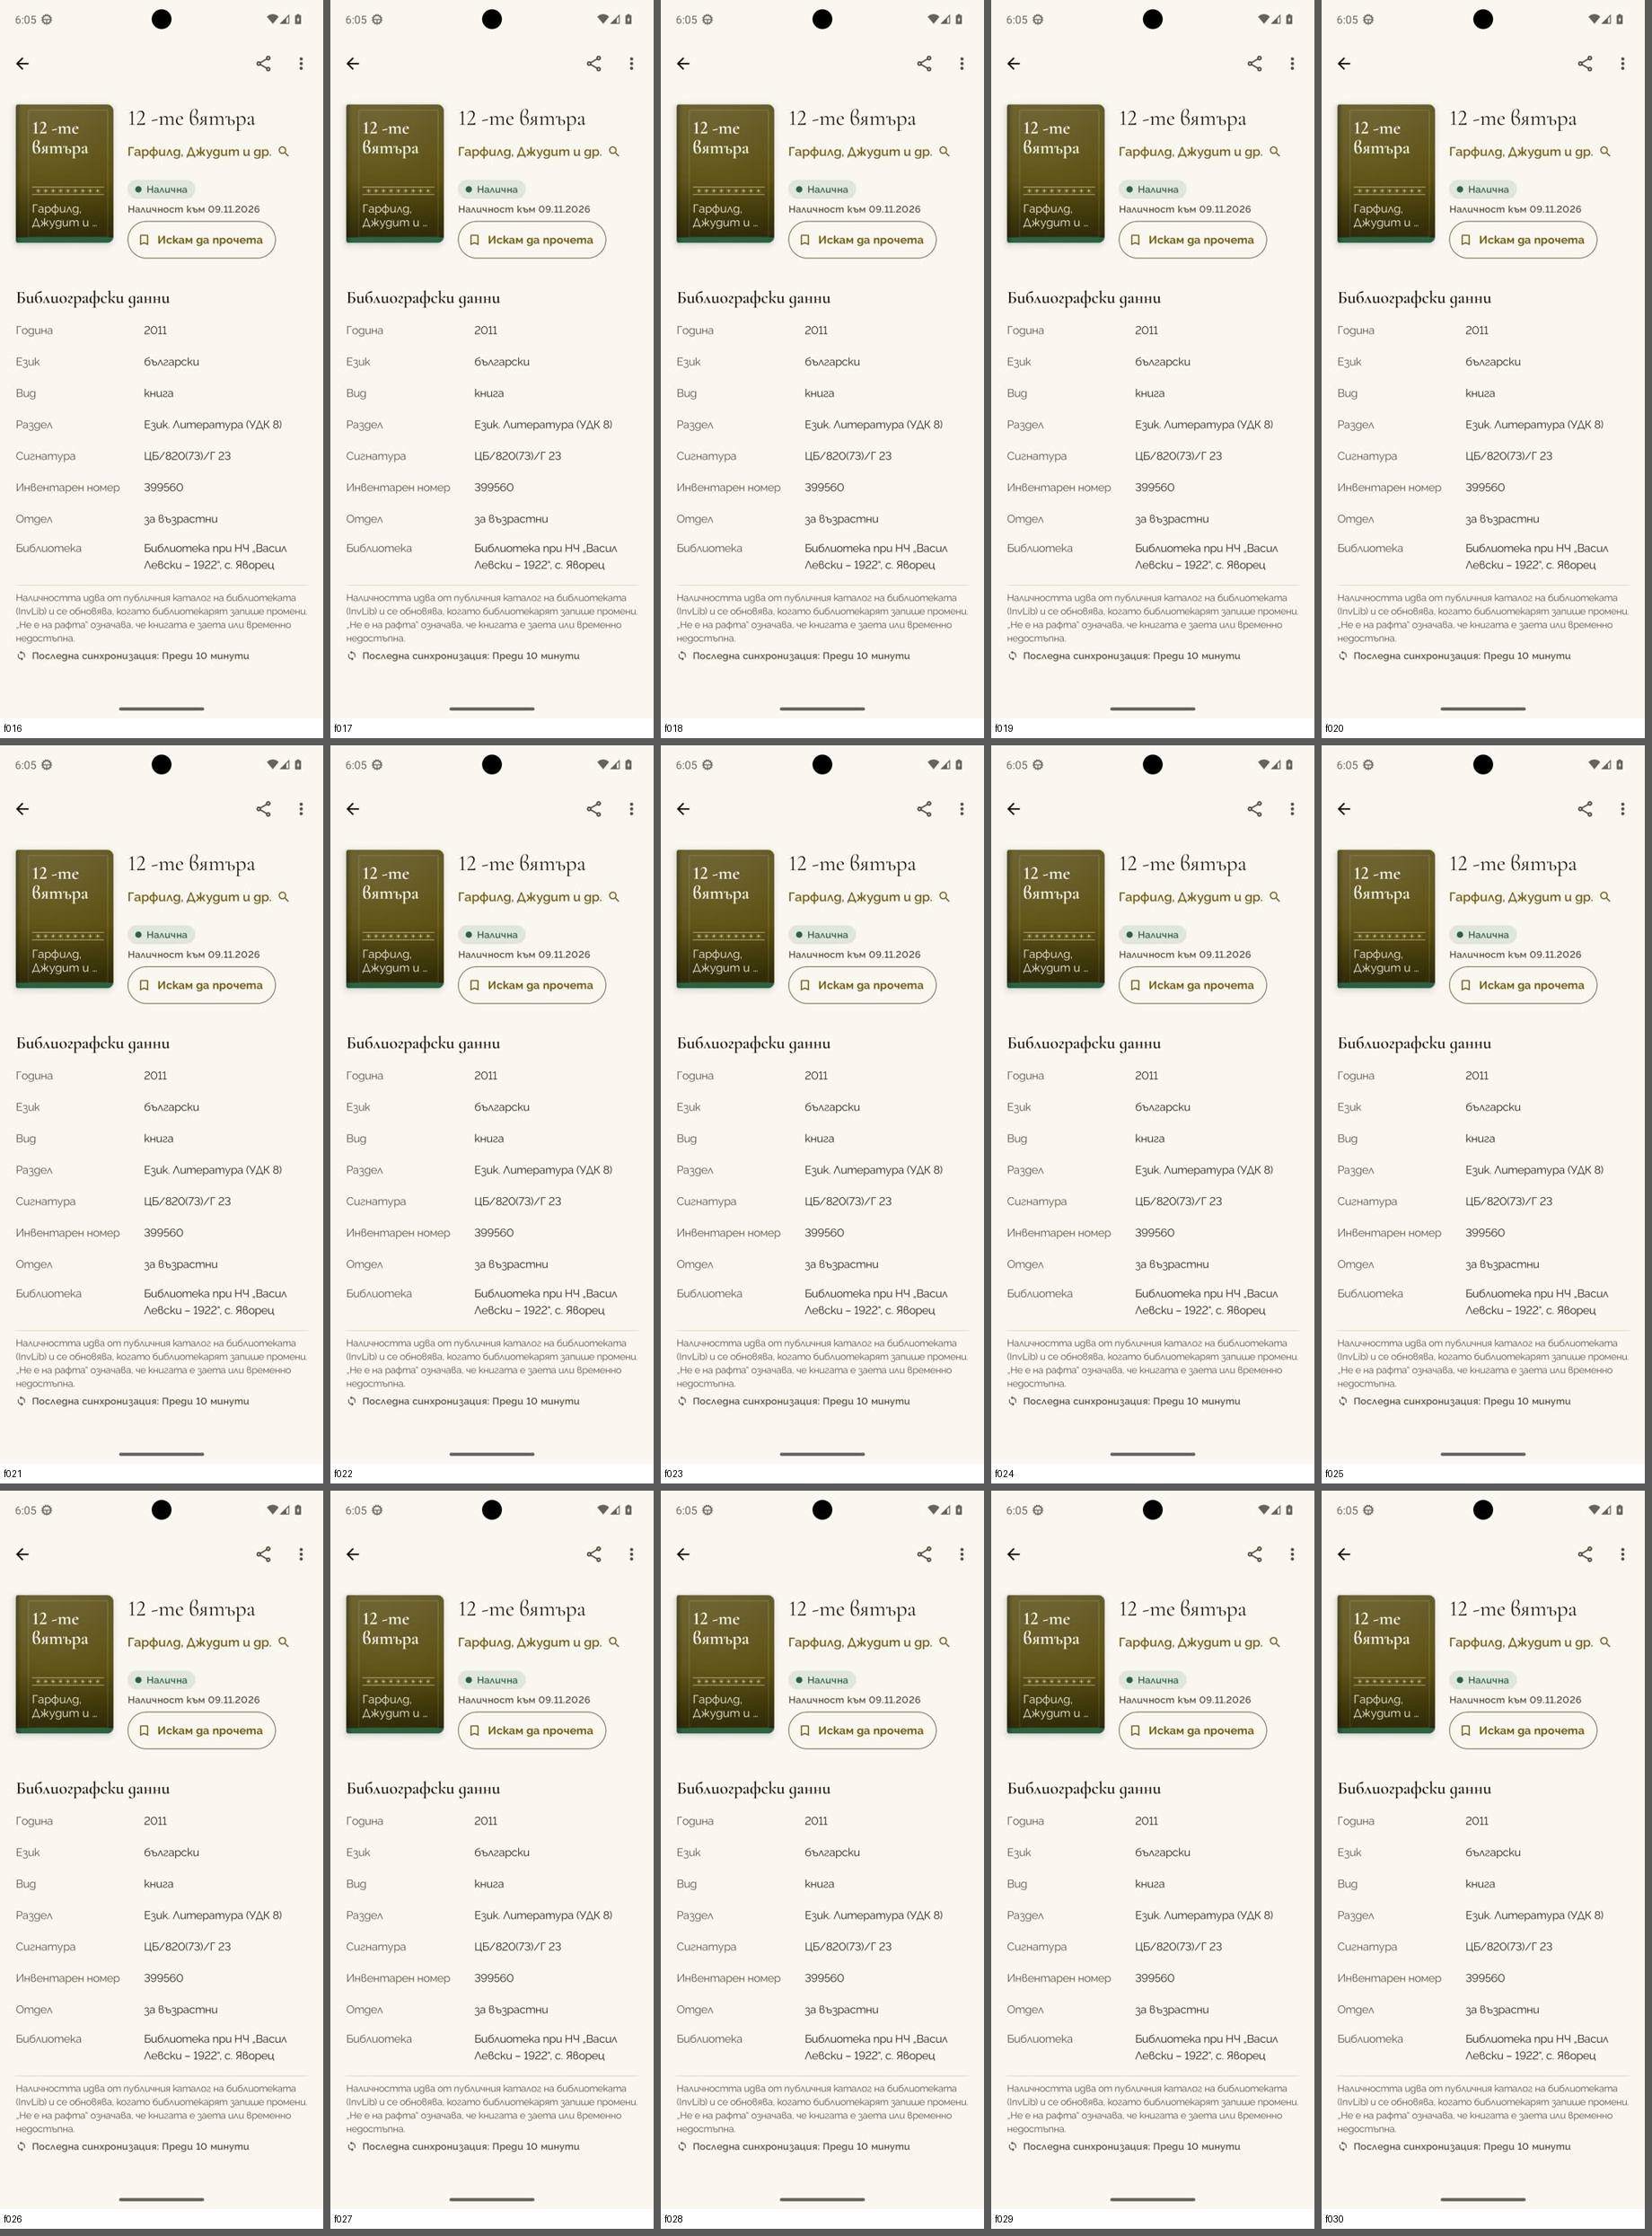 6:05
12 -те
вятъра
Гарфилд,
Джудит и ...
12 -те вятъра
Гарфилд, Джудит и др.
Налична
Наличност към 09.11.2026
Искам да прочета
Библиографски данни
Година 2011
Език български
Вид книга
Раздел Език. Литература (УДК 8)
Сигнатура ЦБ/820(73)/Г 23
Инвентарен номер 399560
Отдел за възрастни
Библиотека Библиотека при НЧ „Васил
Левски – 1922“, с. Яворец
Наличността идва от публичния каталог на библиотеката
(InvLib) и се обновява, когато библиотекарят запише промени.
„Не е на рафта“ означава, че книгата е заета или временно
недостъпна.
Последна синхронизация: Преди 10 минути
f016
f017
f018
f019
f020
f021
f022
f023
f024
f025
f026
f027
f028
f029
f030